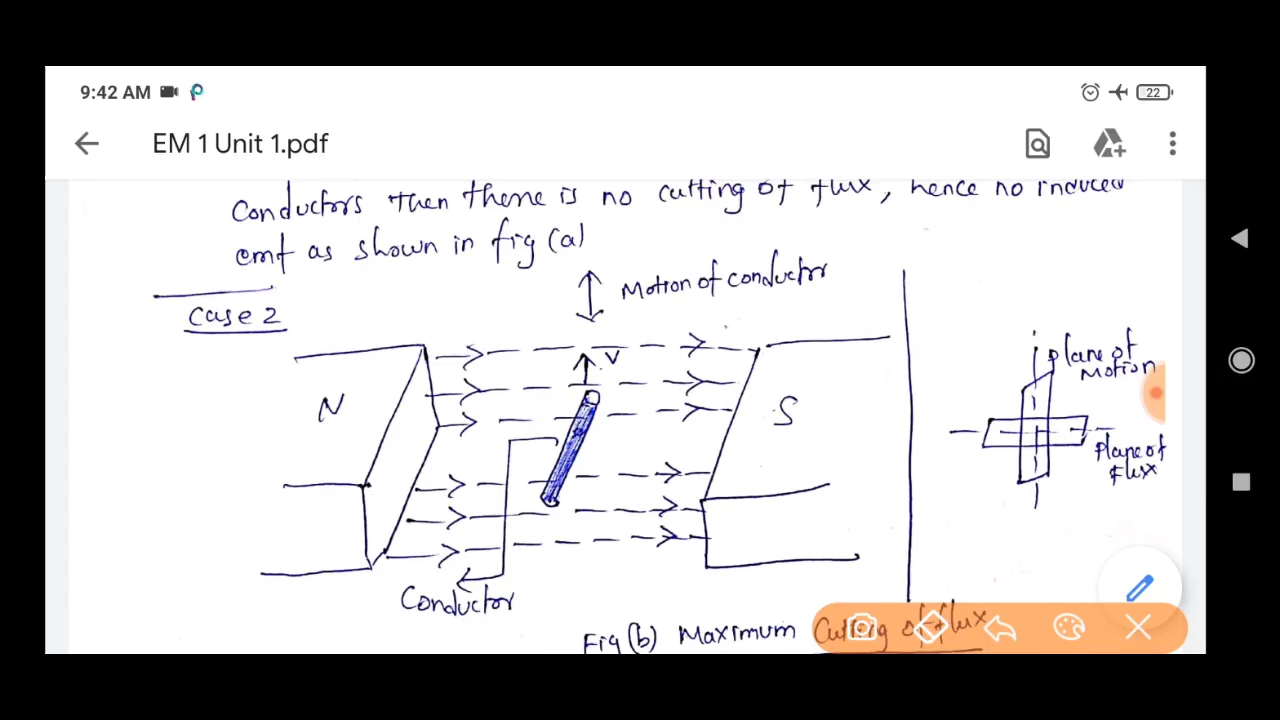 9:42 AM
22
EM 1 Unit 1.pdf
Conductors then theme is no cutting of flux, hence no induced
emf as shown in fig (a)
Case 2
Motion of conductor
V
N
S
Conductor
plane of
Motion
plane of
flux
Fig (b) Maximum Cutting of flux